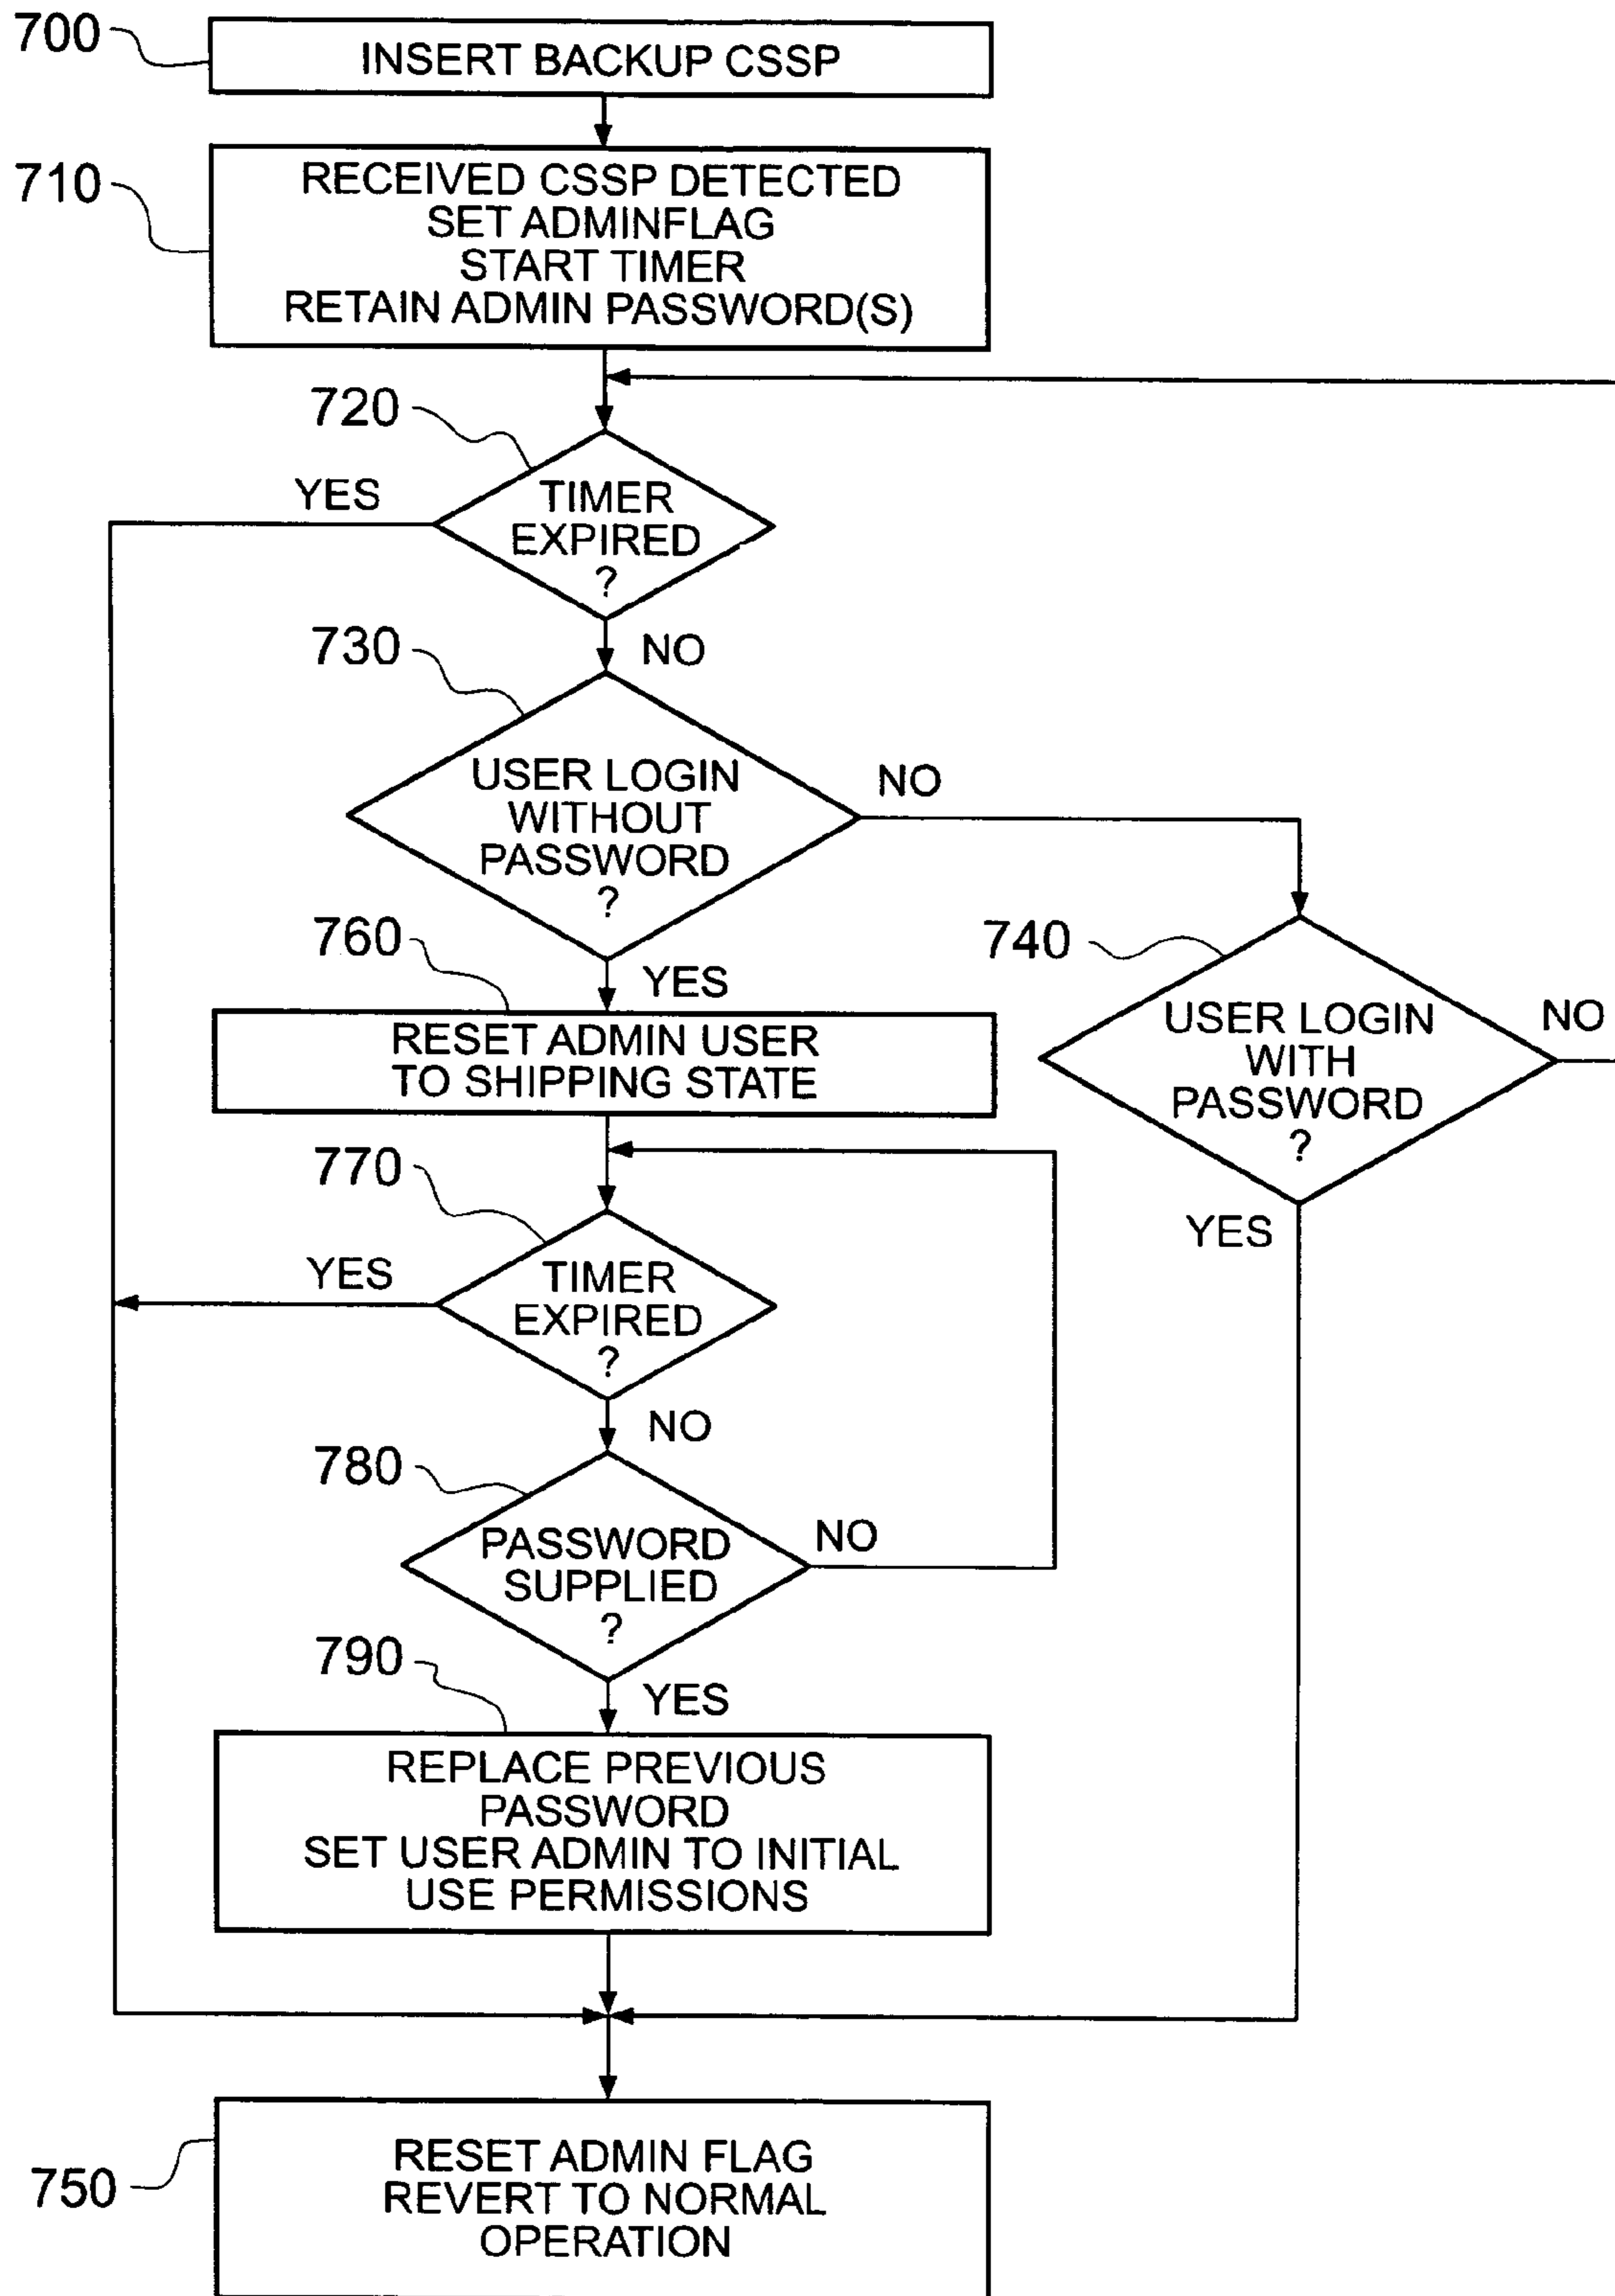 700
INSERT BACKUP CSSP
710
RECEIVED CSSP DETECTED
SET ADMINFLAG
START TIMER
RETAIN ADMIN PASSWORD(S)
720
YES
TIMER
EXPIRED
?
NO
730
USER LOGIN
WITHOUT
PASSWORD
?
NO
760
YES
RESET ADMIN USER
TO SHIPPING STATE
740
USER LOGIN
WITH
PASSWORD
?
NO
YES
770
YES
TIMER
EXPIRED
?
NO
780
PASSWORD
SUPPLIED
?
NO
790
YES
REPLACE PREVIOUS
PASSWORD
SET USER ADMIN TO INITIAL
USE PERMISSIONS
750
RESET ADMIN FLAG
REVERT TO NORMAL
OPERATION